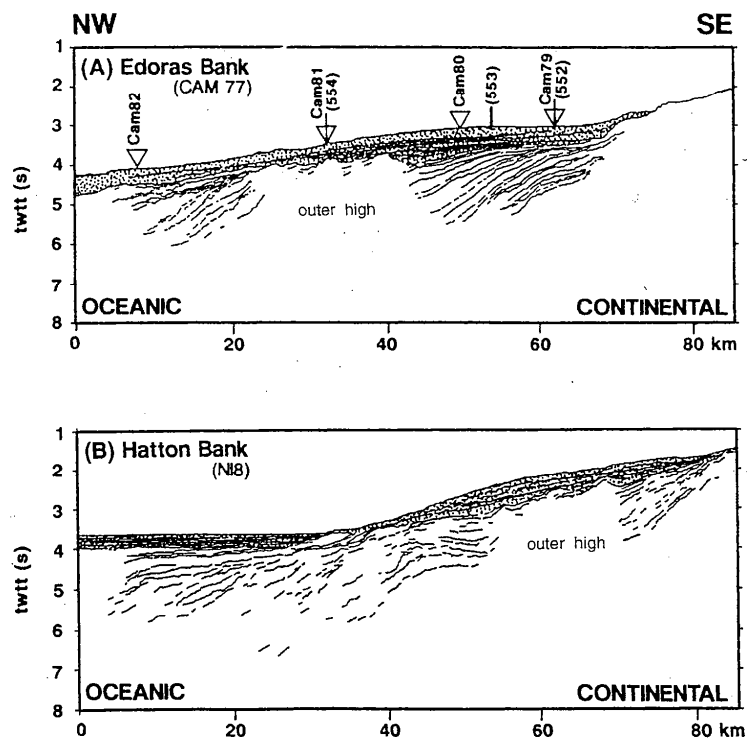 NW SE
(A) Edoras Bank
(CAM 77)
Cam82
Cam81
(554)
Cam80
(553)
Cam79
(552)
outer high
OCEANIC CONTINENTAL
twtt (s)
1
2
3
4
5
6
7
8
0 20 40 60 80 km
(B) Hatton Bank
(NI8)
outer high
OCEANIC CONTINENTAL
twtt (s)
1
2
3
4
5
6
7
8
0 20 40 60 80 km